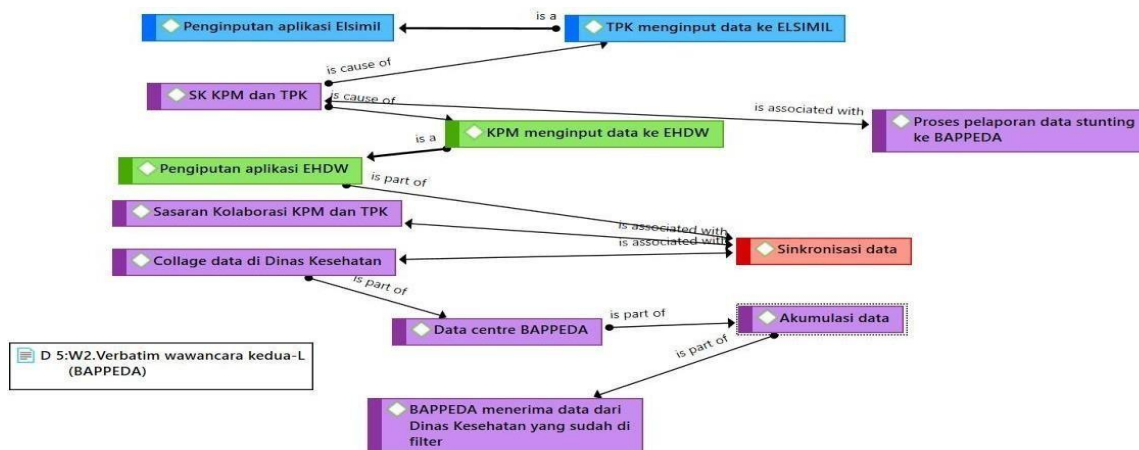 Penginputan aplikasi Elsimil
is a
TPK menginput data ke ELSIMIL
is cause of
SK KPM dan TPK
is cause of
is associated with
Proses pelaporan data stunting
ke BAPPEDA
KPM menginput data ke EHDW
is a
Pengiputan aplikasi EHDW
is part of
Sasaran Kolaborasi KPM dan TPK
is associated with
is associated with
Sinkronisasi data
Collage data di Dinas Kesehatan
is part of
Data centre BAPPEDA
is part of
Akumulasi data
is part of
D 5:W2.Verbatim wawancara kedua-L
(BAPPEDA)
BAPPEDA menerima data dari
Dinas Kesehatan yang sudah di
filter